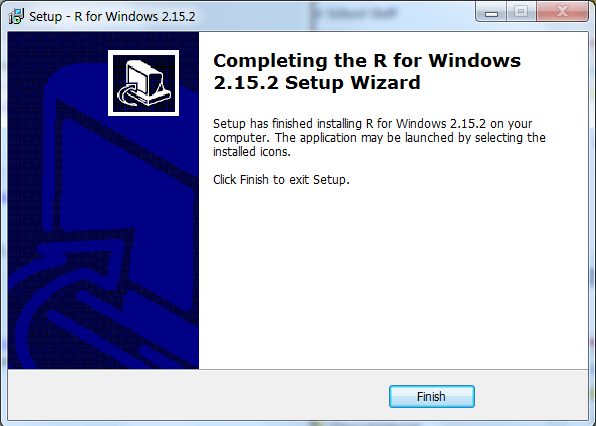 Setup - R for Windows 2.15.2
Completing the R for Windows
2.15.2 Setup Wizard
Setup has finished installing R for Windows 2.15.2 on your
computer. The application may be launched by selecting the
installed icons.
Click Finish to exit Setup.
Finish